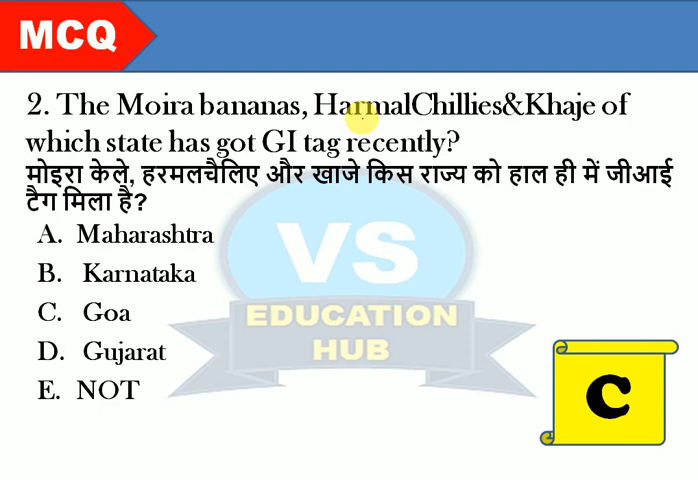 MCQ
2. The Moira bananas, HarmalChillies&Khaje of
which state has got GI tag recently?
मोइरा केले, हरमलचैलिए और खाजे किस राज्य को हाल ही में जीआई
टैग मिला है?
A. Maharashtra
B. Karnataka
C. Goa
D. Gujarat
E. NOT
VS
EDUCATION
HUB
C